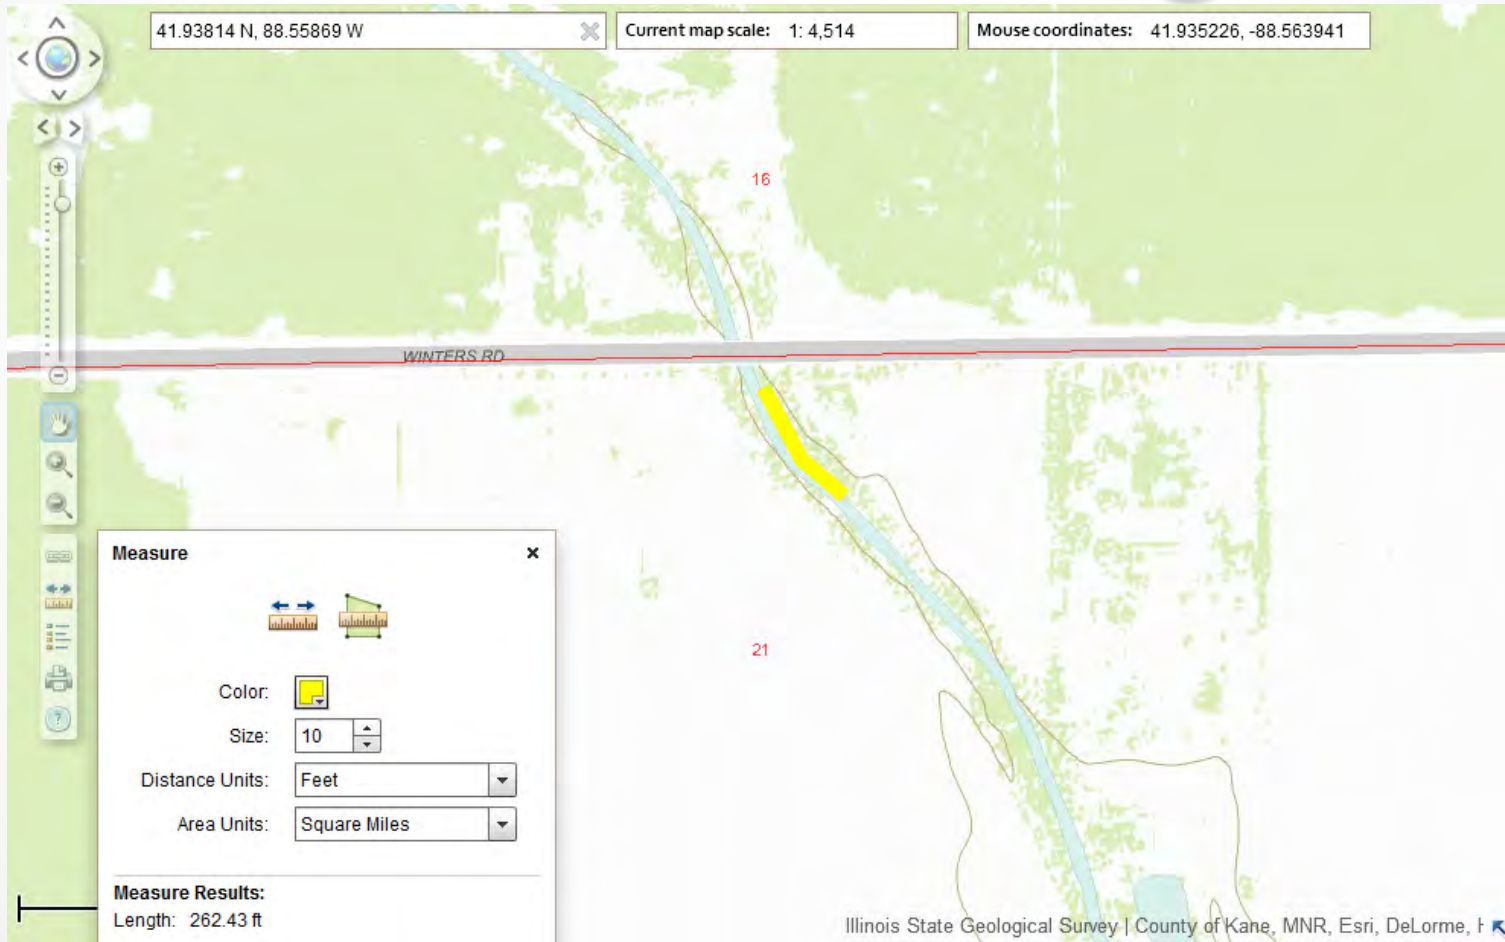 41.93814 N, 88.55869 W
Current map scale: 1: 4,514
Mouse coordinates: 41.935226, -88.563941
16
WINTERS RD
21
Measure
Color:
Size: 10
Distance Units: Feet
Area Units: Square Miles
Measure Results:
Length: 262.43 ft
Illinois State Geological Survey | County of Kane, MNR, Esri, DeLorme,